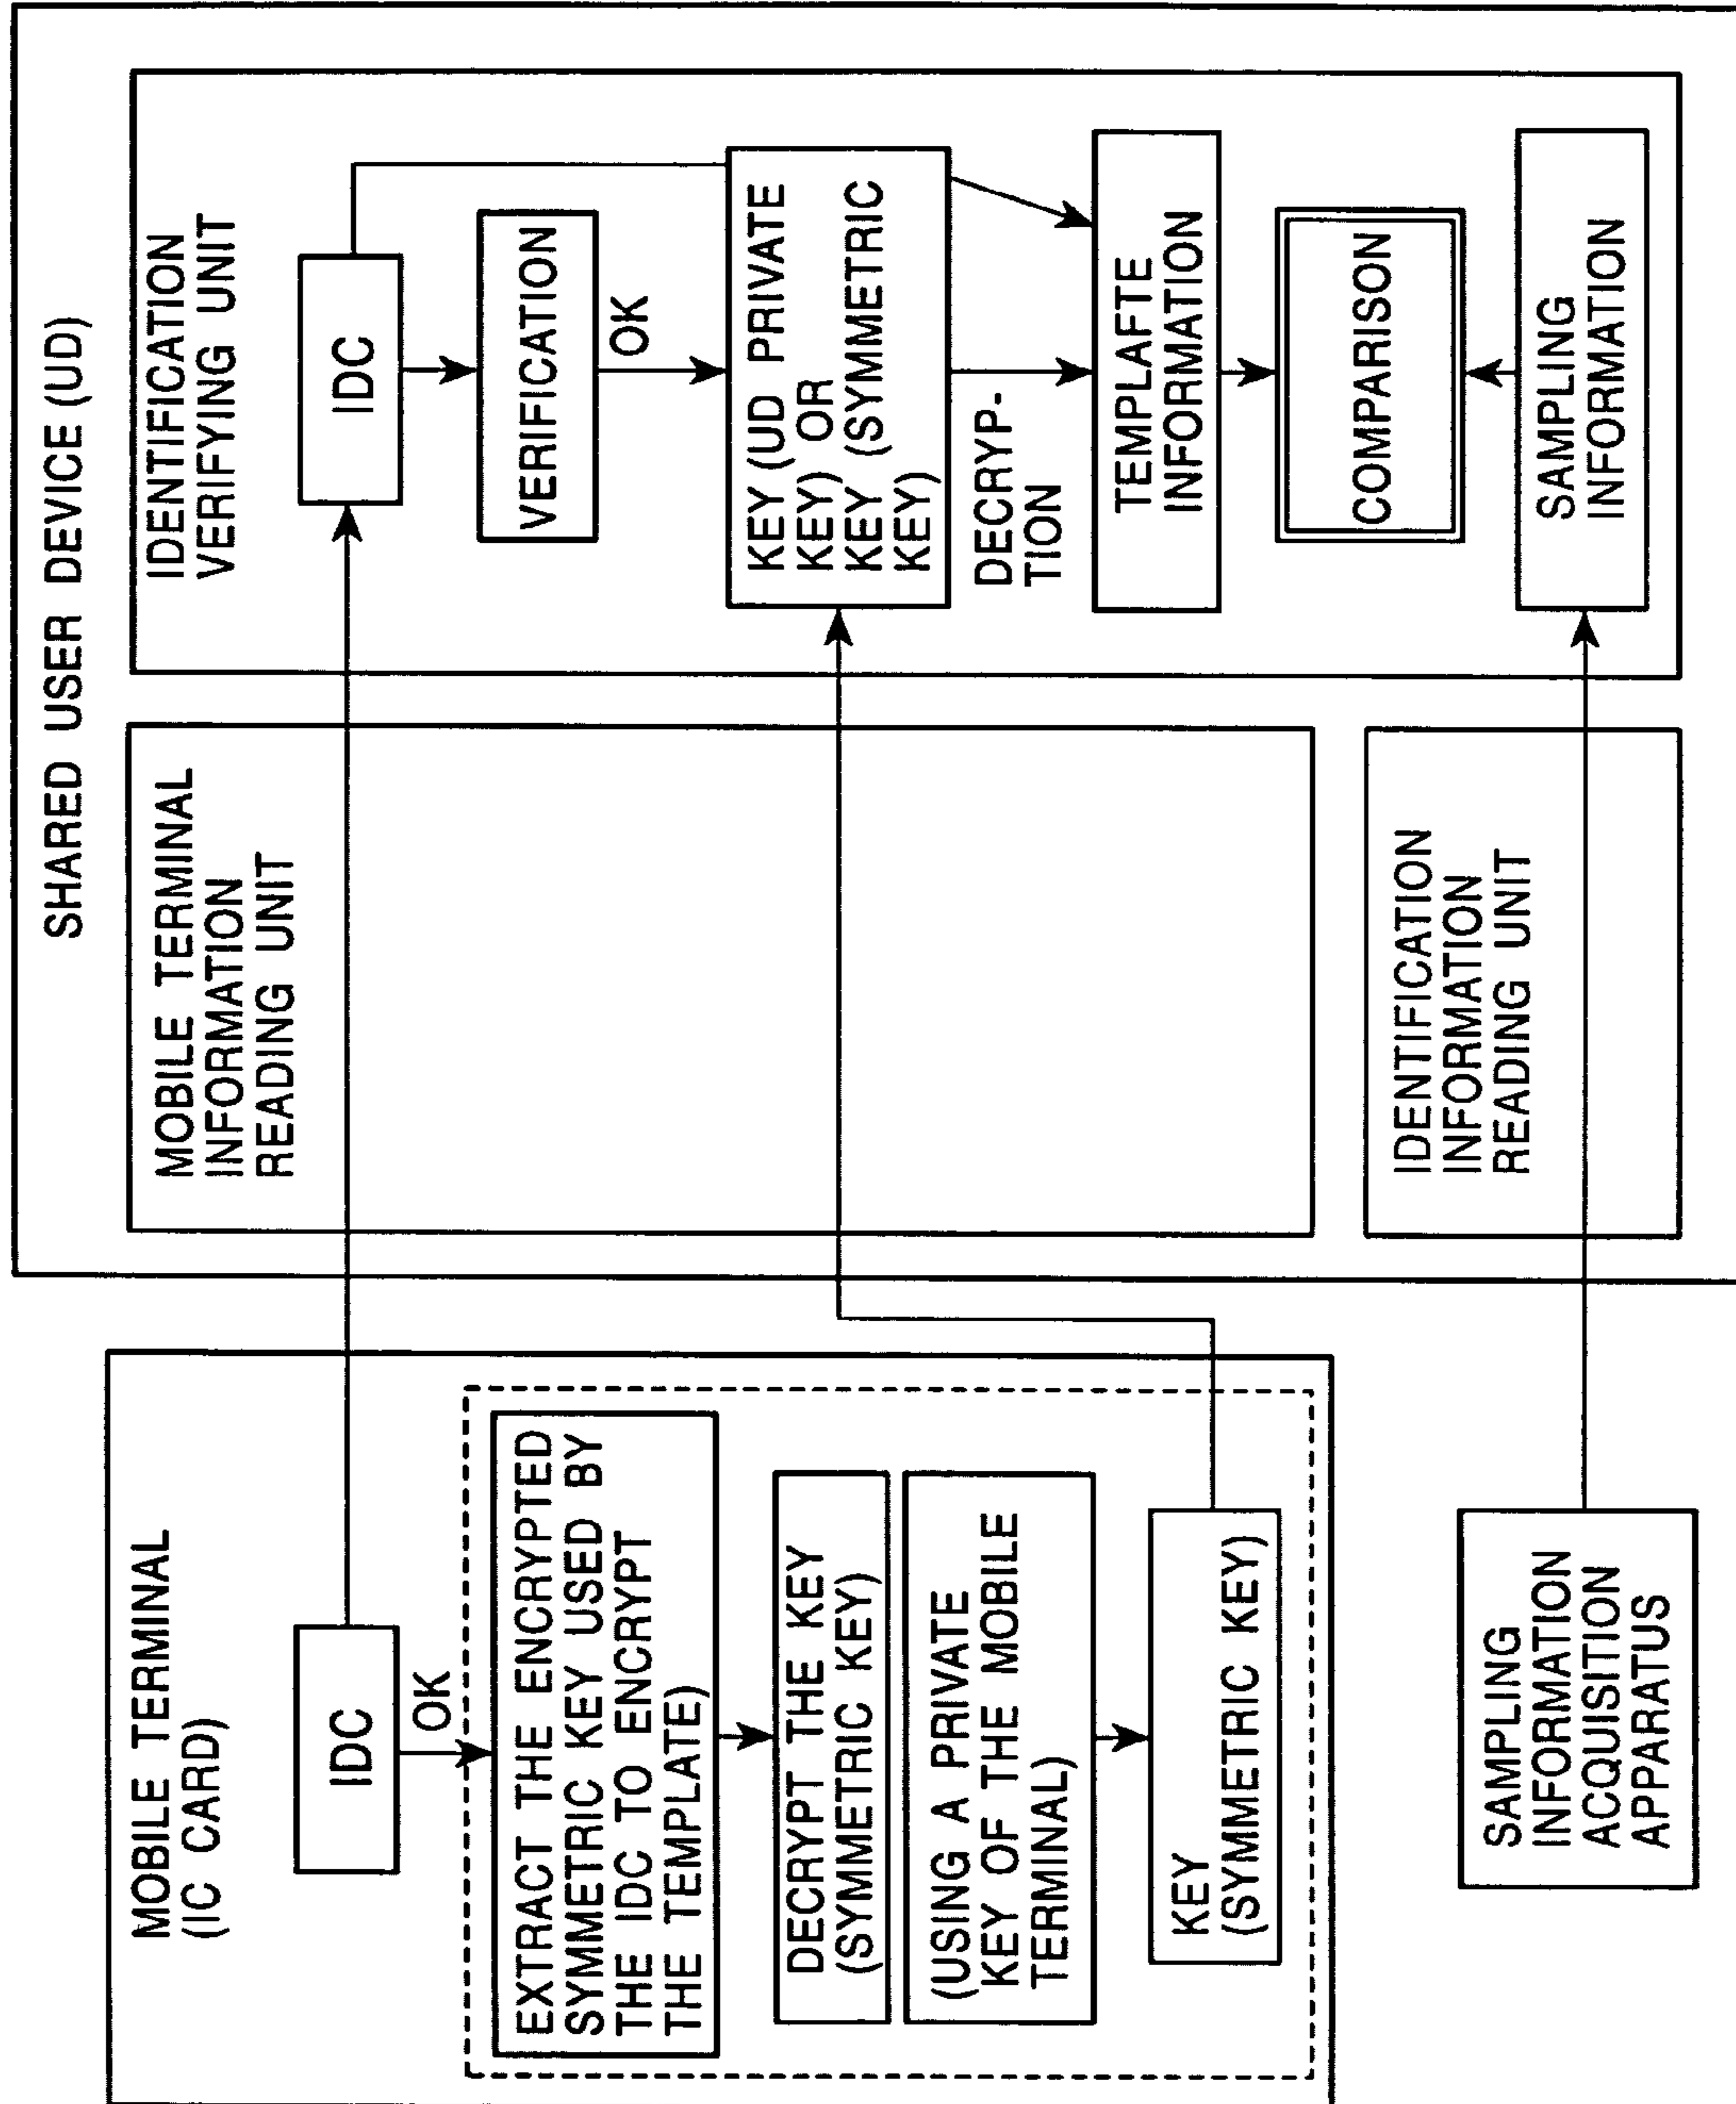 SHARED USER DEVICE (UD)
MOBILE TERMINAL
(IC CARD)
IDC
OK
EXTRACT THE ENCRYPTED
SYMMETRIC KEY USED BY
THE IDC TO ENCRYPT
THE TEMPLATE)
DECRYPT THE KEY
(SYMMETRIC KEY)
(USING A PRIVATE
KEY OF THE MOBILE
TERMINAL)
KEY
(SYMMETRIC KEY)
SAMPLING
INFORMATION
ACQUISITION
APPARATUS
MOBILE TERMINAL
INFORMATION
READING UNIT
IDENTIFICATION
INFORMATION
READING UNIT
IDENTIFICATION
VERIFYING UNIT
IDC
VERIFICATION
OK
KEY (UD PRIVATE
KEY) OR
KEY (SYMMETRIC
KEY)
DECRYP-
TION
TEMPLAFTE
INFORMATION
COMPARISON
SAMPLING
INFORMATION